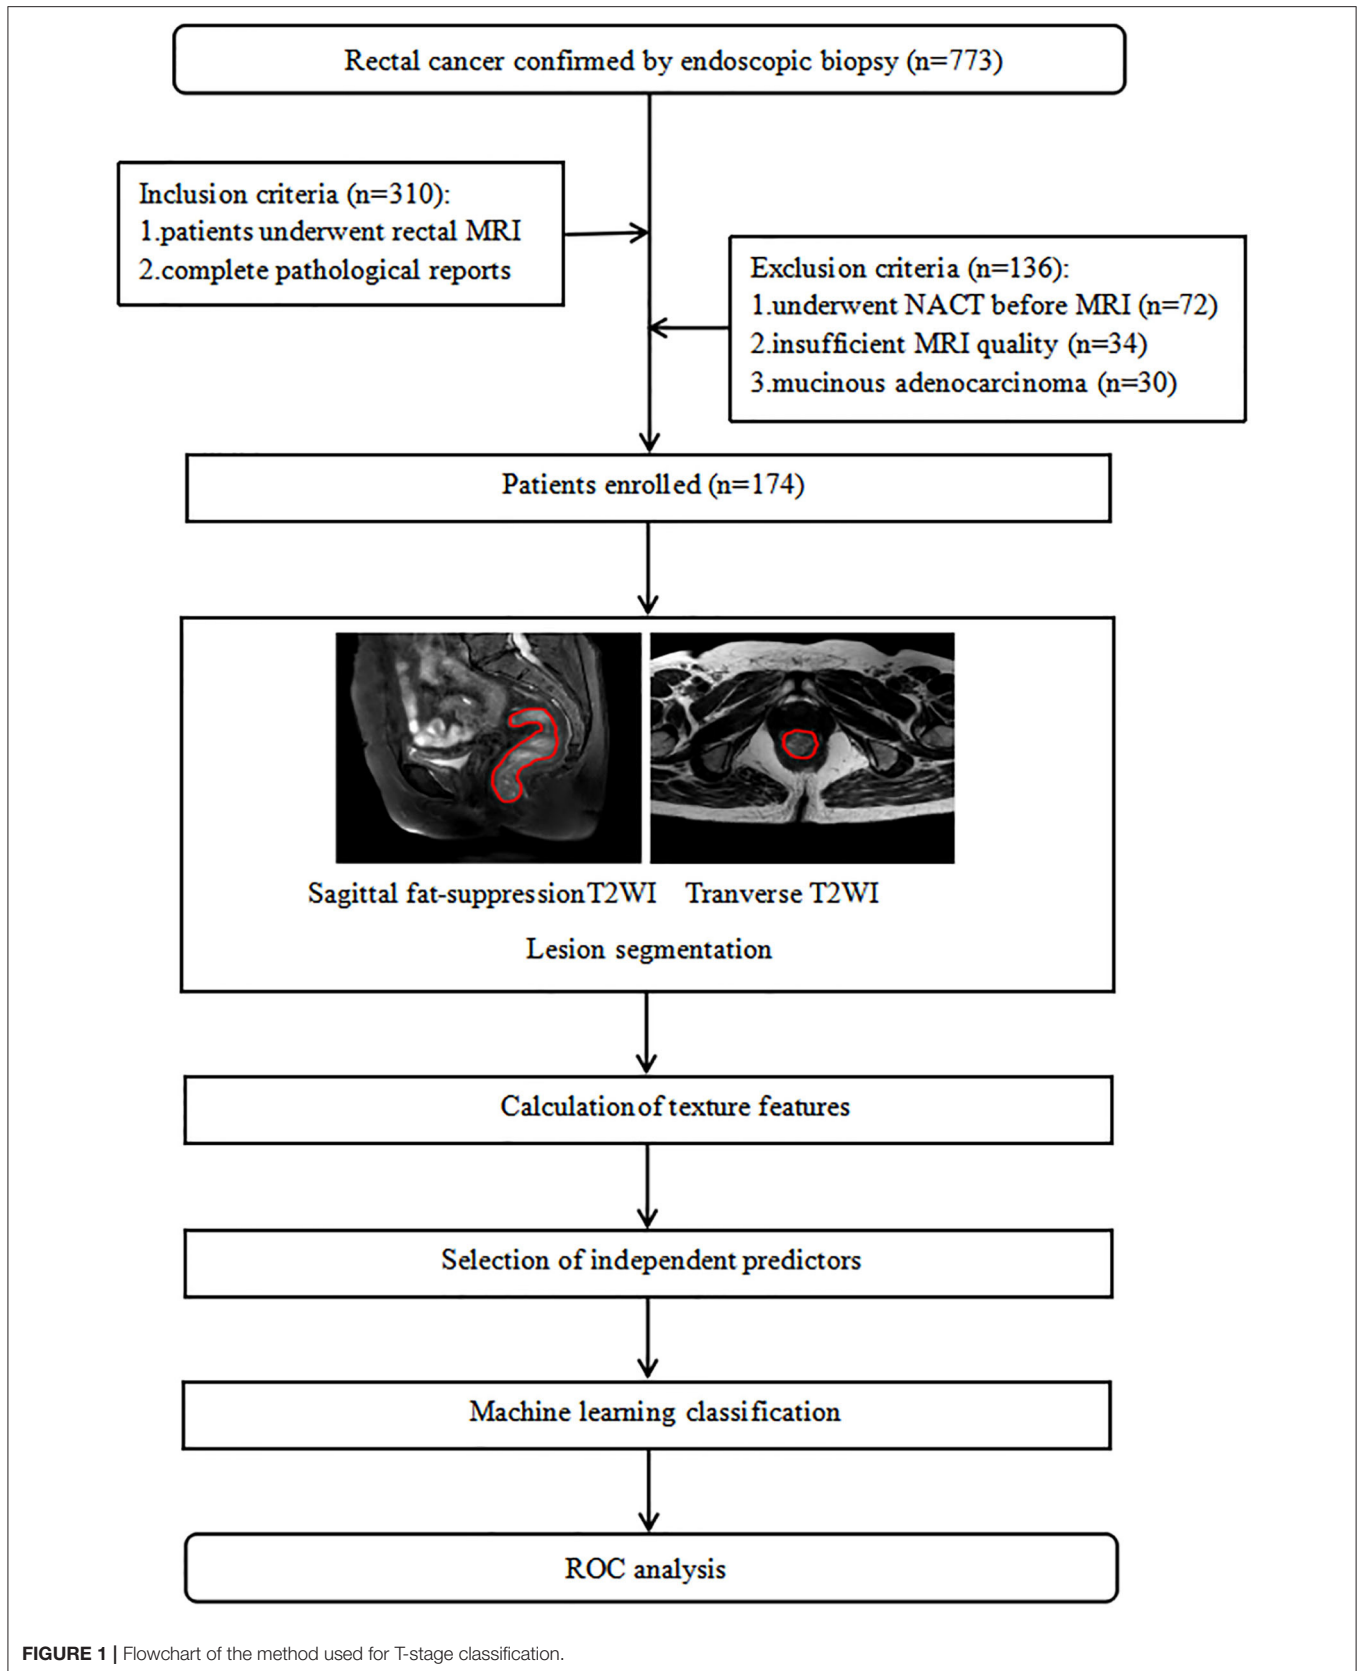 Rectal cancer confirmed by endoscopic biopsy (n=773)
Inclusion criteria (n=310):
1.patients underwent rectal MRI
2.complete pathological reports
Exclusion criteria (n=136):
1.underwent NACT before MRI (n=72)
2.insufficient MRI quality (n=34)
3.mucinous adenocarcinoma (n=30)
Patients enrolled (n=174)
Sagittal fat-suppression T2WI
Tranverse T2WI
Lesion segmentation
Calculation of texture features
Selection of independent predictors
Machine learning classification
ROC analysis
FIGURE 1 | Flowchart of the method used for T-stage classification.